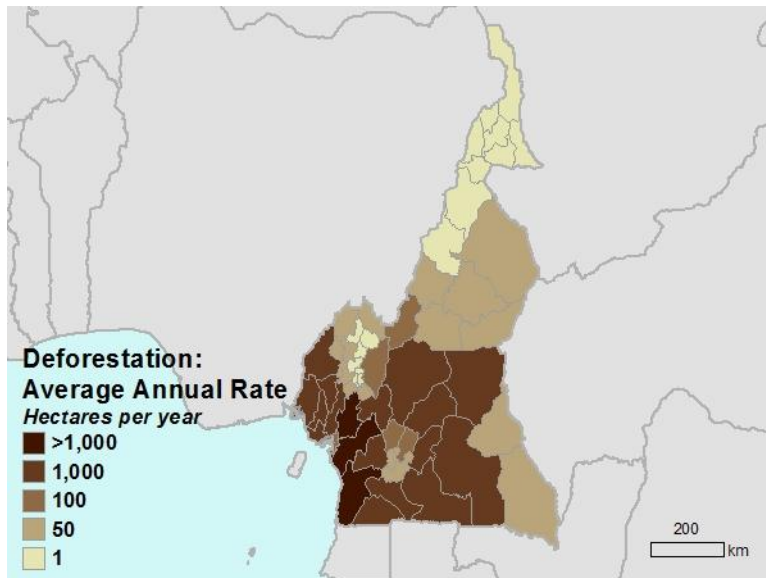 Deforestation:
Average Annual Rate
Hectares per year
>1,000
1,000
100
50
1
200
km